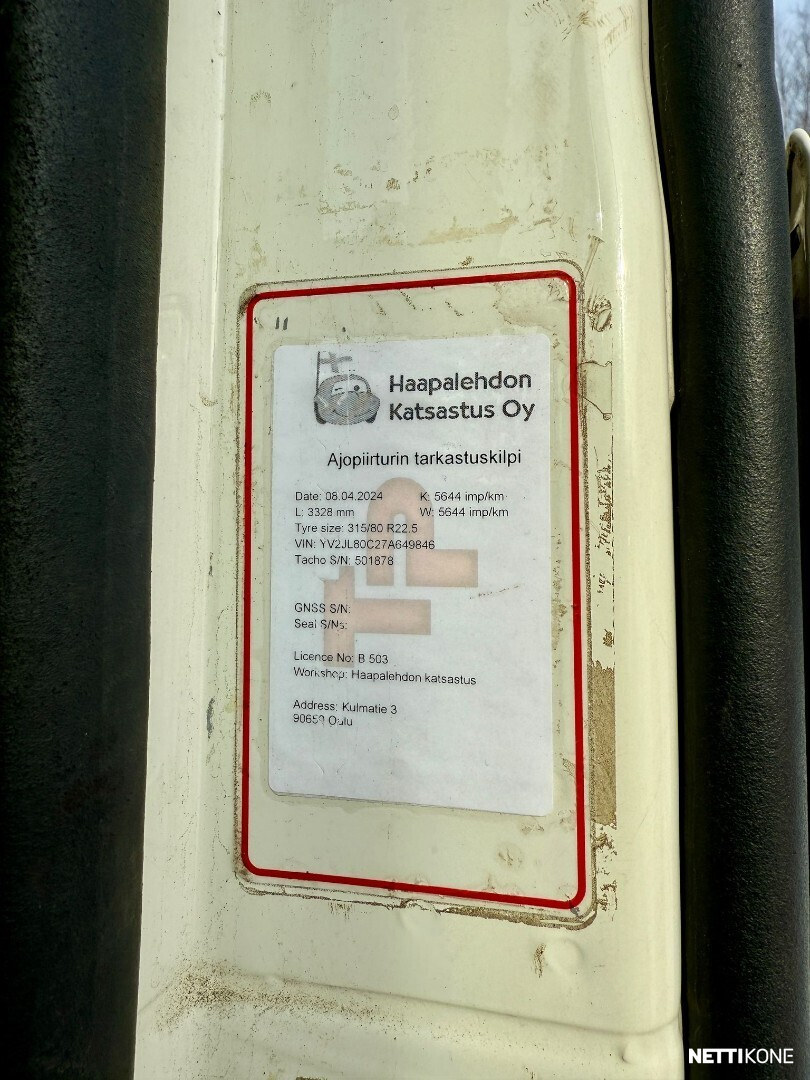 Haapalehdon
Katsastus Oy
Ajopiirturin tarkastuskilpi
Date: 08.04.2024 K: 5644 imp/km
L: 3328 mm W: 5644 imp/km
Tyre size: 315/80 R22.5
VIN: YV2JL80C27A649846
Tacho S/N: 501878
TP
GNSS S/N:
Seal S/Ns:
Licence No: B 503
Workshop: Haapalehdon katsastus
Address: Kulmatie 3
Oulu
NETTIKONE